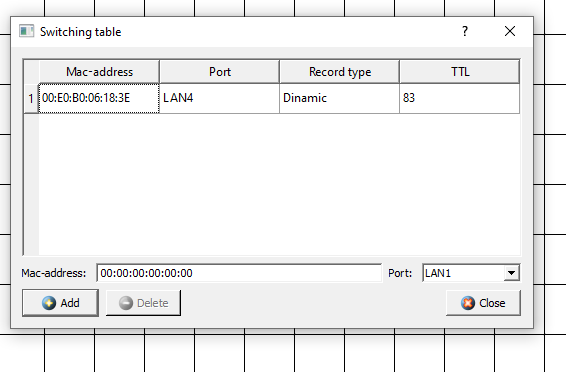 Switching table
Mac-address Port Record type TTL
1 00:E0:B0:06:18:3E LAN4 Dinamic 83
Mac-address: 00:00:00:00:00:00 Port: LAN1
Add Delete Close